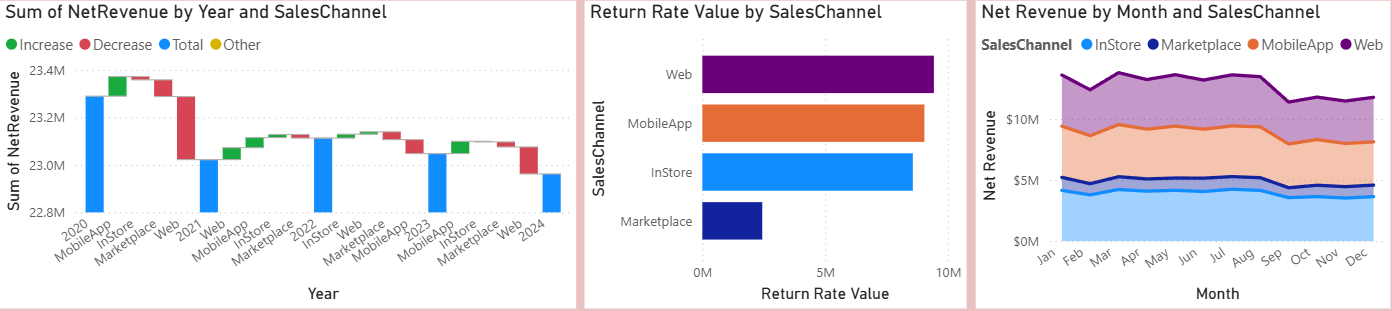 Sum of NetRevenue by Year and SalesChannel
Increase Decrease Total Other
Sum of NetRevenue
23.4M
23.2M
23.0M
22.8M
2020
MobileApp
InStore
Marketplace
Web
2021
Web
MobileApp
InStore
Marketplace
2022
InStore
Web
Marketplace
MobileApp
2023
MobileApp
InStore
Marketplace
Web
2024
Year
Return Rate Value by SalesChannel
SalesChannel
Web
MobileApp
InStore
Marketplace
0M 5M 10M
Return Rate Value
Net Revenue by Month and SalesChannel
SalesChannel InStore Marketplace MobileApp Web
Net Revenue
$10M
$5M
$0M
Jan
Feb
Mar
Apr
May
Jun
Jul
Aug
Sep
Oct
Nov
Dec
Month